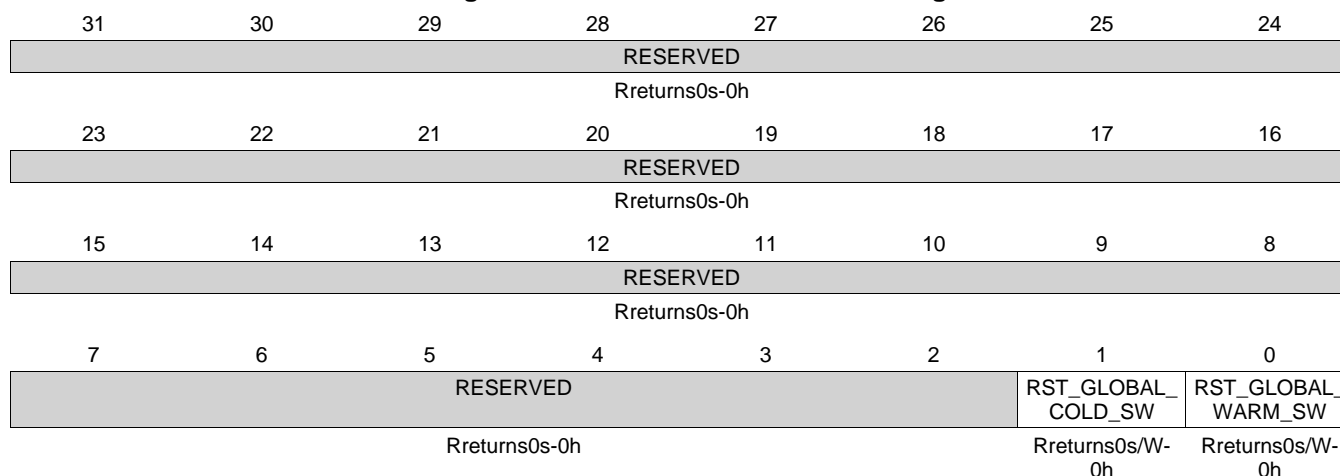 31 30 29 28 27 26 25 24
RESERVED
Rreturns0s-0h
23 22 21 20 19 18 17 16
RESERVED
Rreturns0s-0h
15 14 13 12 11 10 9 8
RESERVED
Rreturns0s-0h
7 6 5 4 3 2 1 0
RESERVED RST_GLOBAL_ RST_GLOBAL_
COLD_SW WARM_SW
Rreturns0s-0h Rreturns0s/W- Rreturns0s/W-
0h 0h